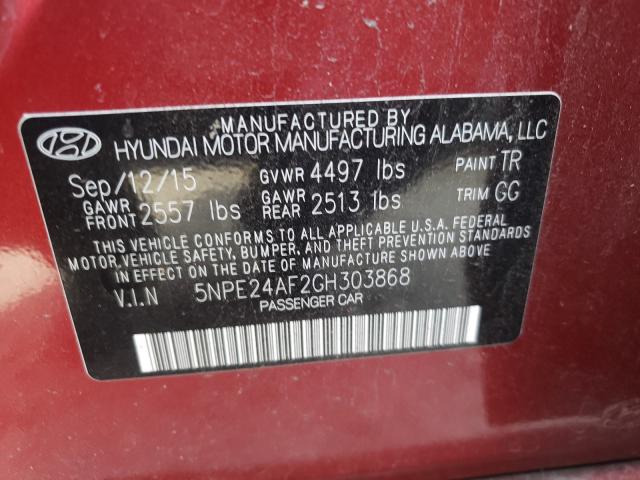 MANUFACTURED BY
HYUNDAI MOTOR MANUFACTURING ALABAMA, LLC
Sep/12/15 GVWR 4497 lbs PAINT TR
GAWR FRONT 2557 lbs GAWR REAR 2513 lbs TRIM GG
THIS VEHICLE CONFORMS TO ALL APPLICABLE U.S.A. FEDERAL
MOTOR VEHICLE SAFETY, BUMPER, AND THEFT PREVENTION STANDARDS
IN EFFECT ON THE DATE OF MANUFACTURE SHOWN ABOVE.
V.I.N 5NPE24AF2GH303868
PASSENGER CAR